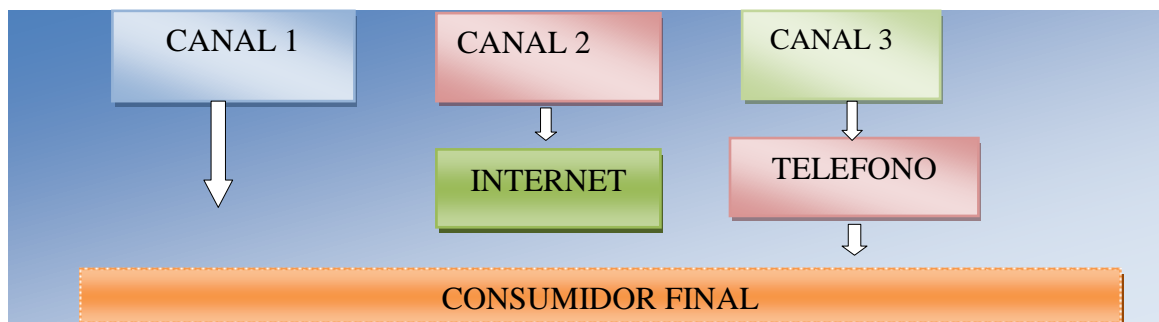 CANAL 1
CANAL 2
CANAL 3
INTERNET
TELEFONO
CONSUMIDOR FINAL